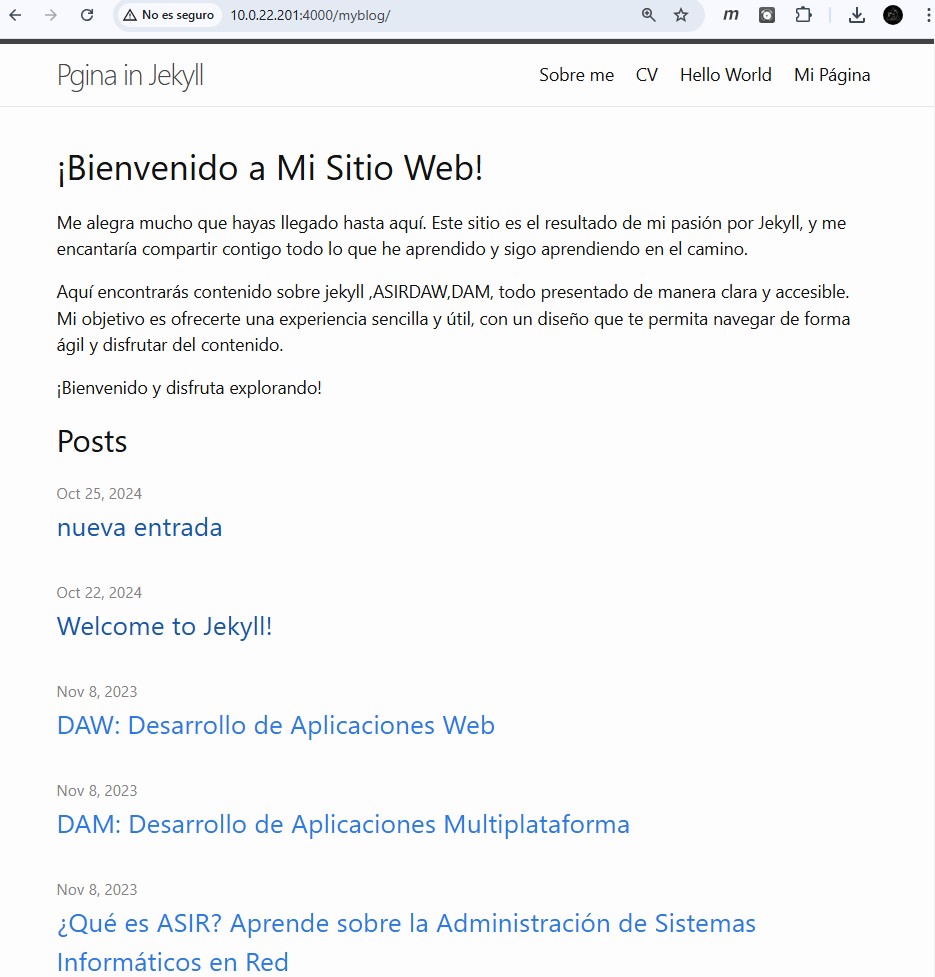 No es seguro 10.0.22.201:4000/myblog/
Pgina in Jekyll
Sobre me CV Hello World Mi Página
¡Bienvenido a Mi Sitio Web!
Me alegra mucho que hayas llegado hasta aquí. Este sitio es el resultado de mi pasión por Jekyll, y me
encantaría compartir contigo todo lo que he aprendido y sigo aprendiendo en el camino.
Aquí encontrarás contenido sobre jekyll ,ASIRDAW,DAM, todo presentado de manera clara y accesible.
Mi objetivo es ofrecerte una experiencia sencilla y útil, con un diseño que te permita navegar de forma
ágil y disfrutar del contenido.
¡Bienvenido y disfruta explorando!
Posts
Oct 25, 2024
nueva entrada
Oct 22, 2024
Welcome to Jekyll!
Nov 8, 2023
DAW: Desarrollo de Aplicaciones Web
Nov 8, 2023
DAM: Desarrollo de Aplicaciones Multiplataforma
Nov 8, 2023
¿Qué es ASIR? Aprende sobre la Administración de Sistemas
Informáticos en Red